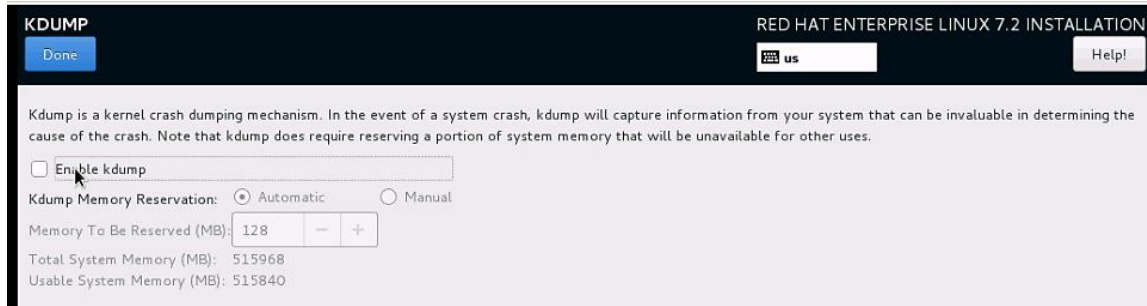 KDUMP
RED HAT ENTERPRISE LINUX 7.2 INSTALLATION
Done
us
Help!
Kdump is a kernel crash dumping mechanism. In the event of a system crash, kdump will capture information from your system that can be invaluable in determining the
cause of the crash. Note that kdump does require reserving a portion of system memory that will be unavailable for other uses.
Enable kdump
Kdump Memory Reservation: Automatic Manual
Memory To Be Reserved (MB): 128 − +
Total System Memory (MB): 515968
Usable System Memory (MB): 515840